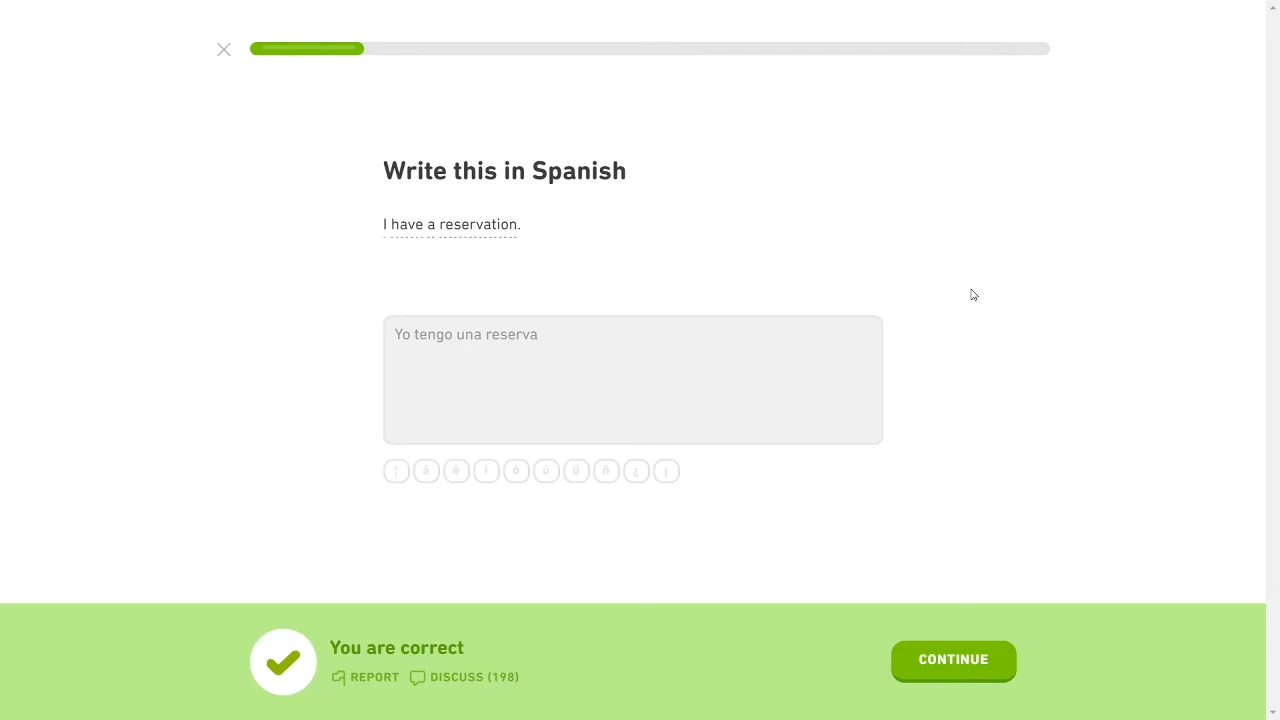 Write this in Spanish
I have a reservation.
Yo tengo una reserva
↑ á é í ó ú ü ñ ¿ ¡
You are correct
REPORT DISCUSS (198)
CONTINUE